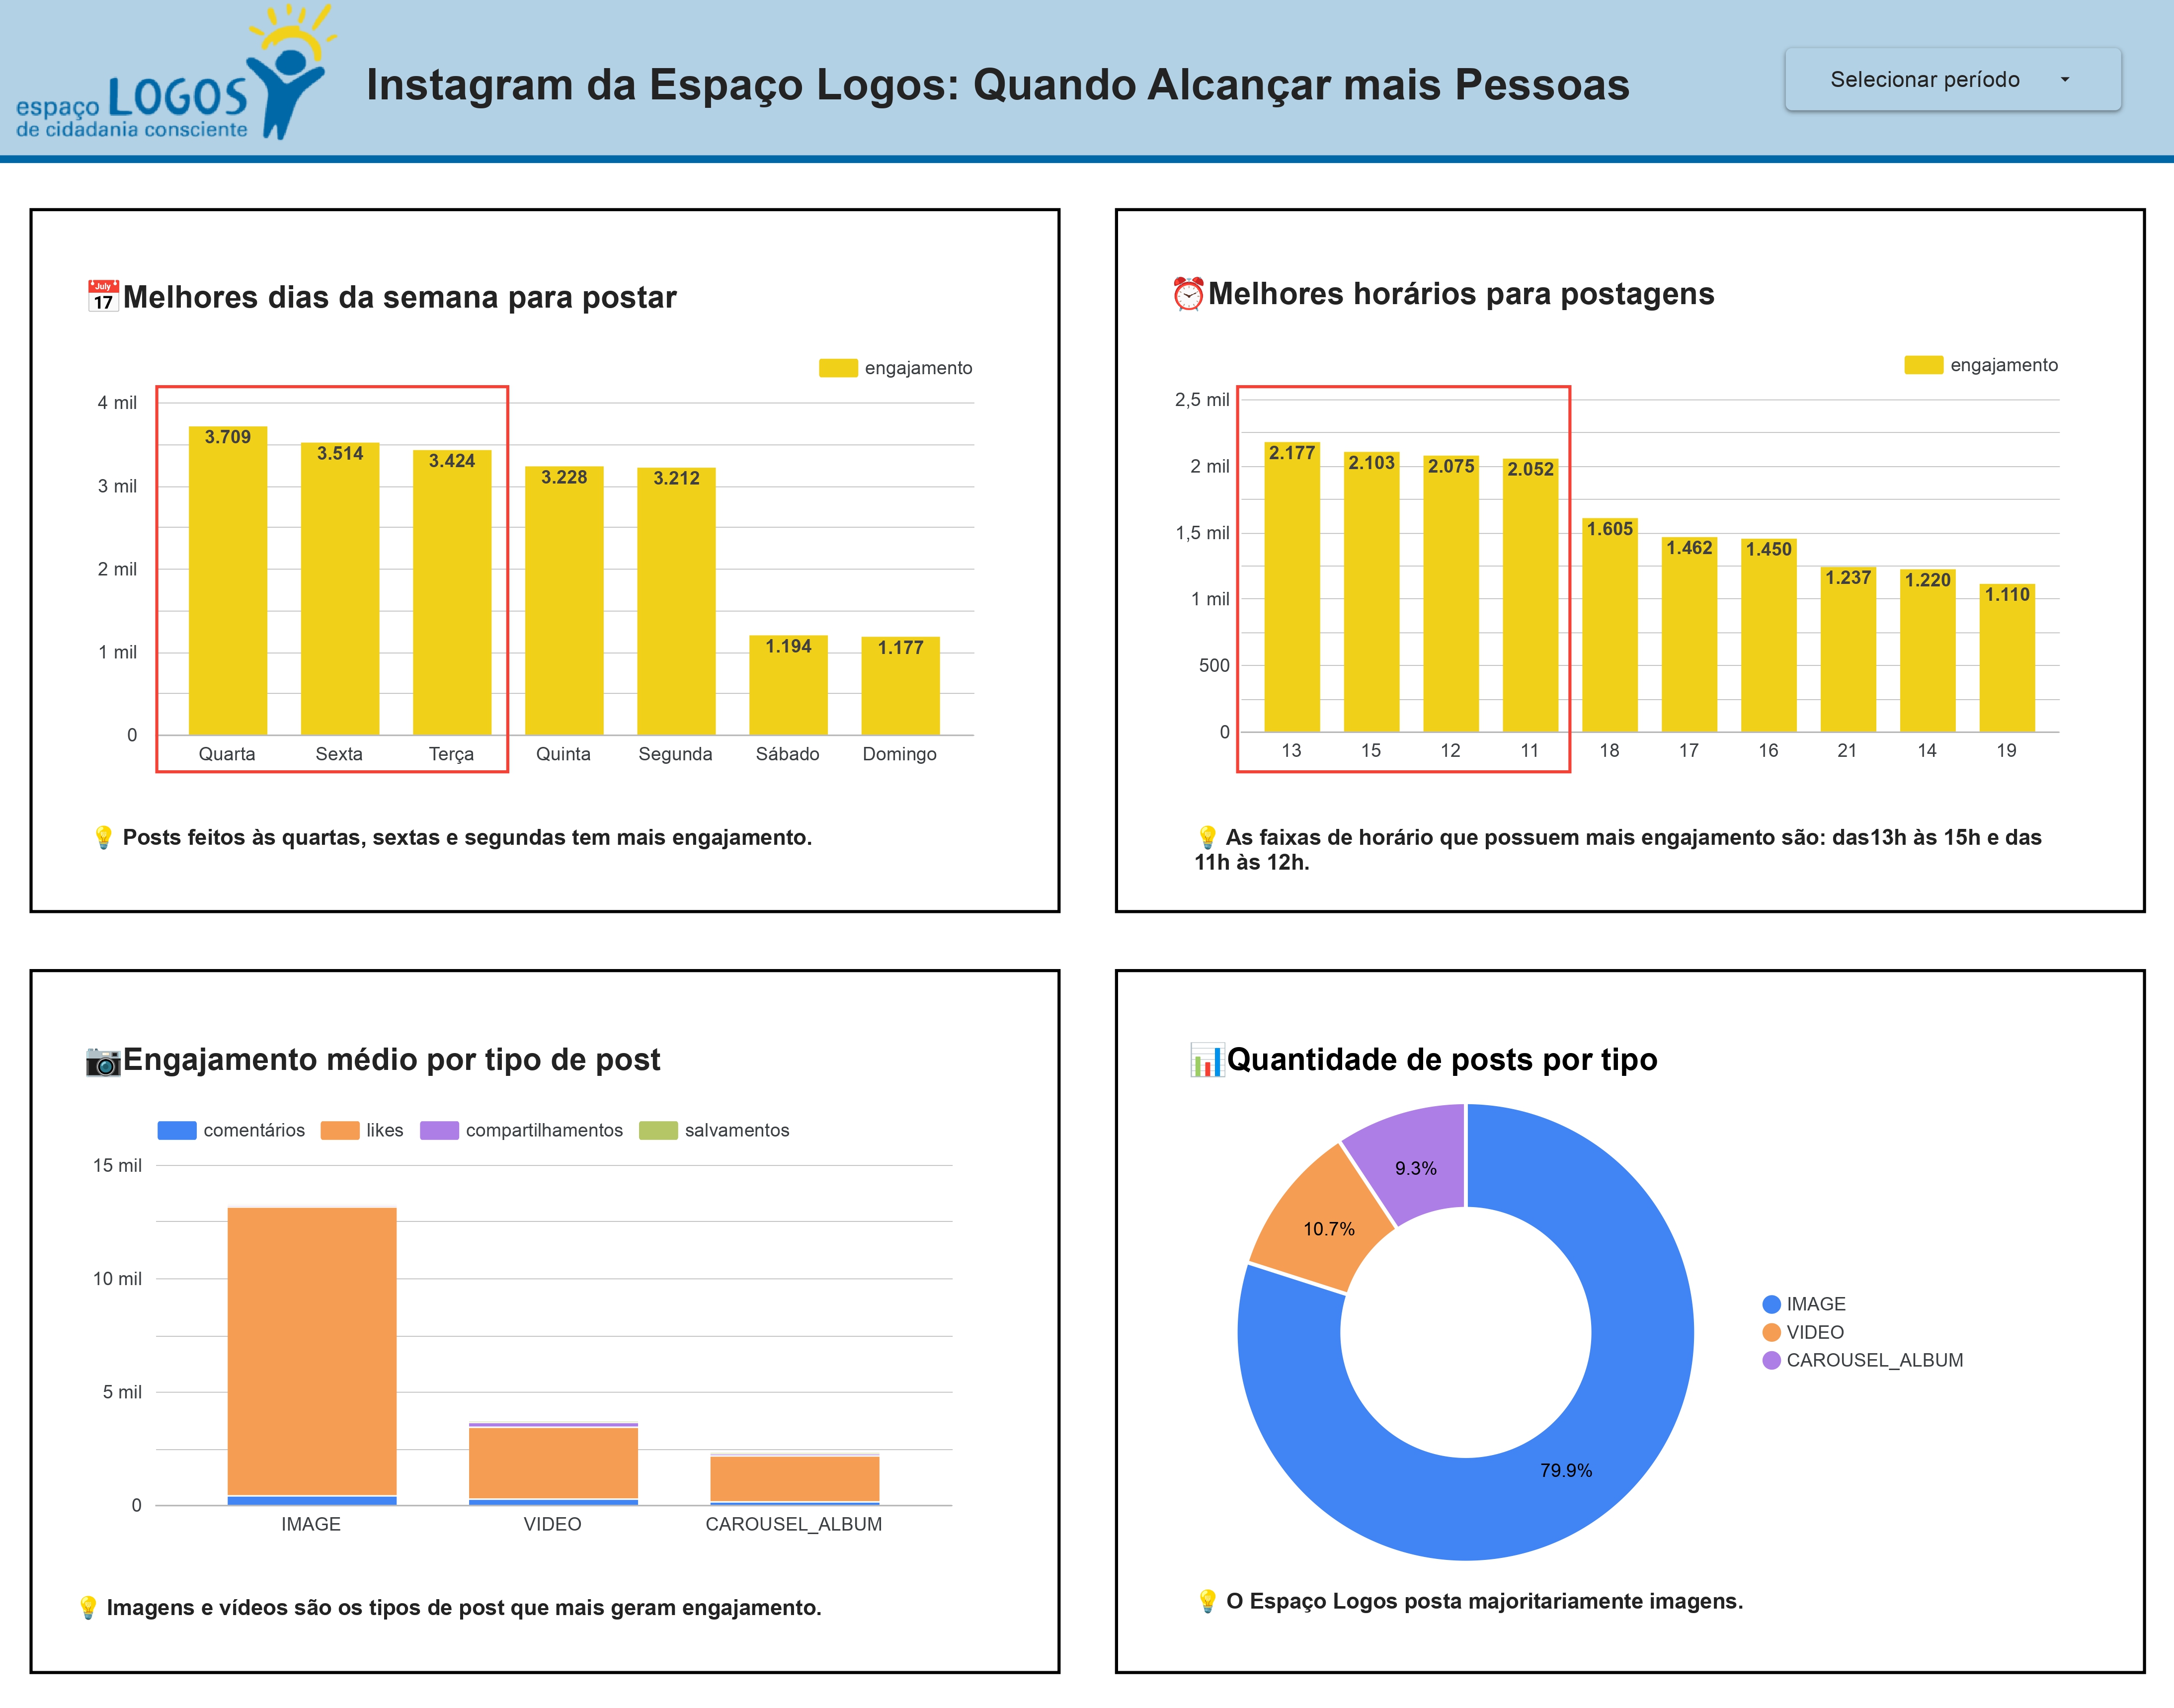 espaço LOGOS
de cidadania consciente
Instagram da Espaço Logos: Quando Alcançar mais Pessoas
Selecionar período
July
17
Melhores dias da semana para postar
engajamento
4 mil
3 mil
2 mil
1 mil
0
3.709
3.514
3.424
3.228
3.212
1.194
1.177
Quarta
Sexta
Terça
Quinta
Segunda
Sábado
Domingo
Posts feitos às quartas, sextas e segundas tem mais engajamento.
Melhores horários para postagens
engajamento
2,5 mil
2 mil
1,5 mil
1 mil
500
0
2.177
2.103
2.075
2.052
1.605
1.462
1.450
1.237
1.220
1.110
13
15
12
11
18
17
16
21
14
19
As faixas de horário que possuem mais engajamento são: das13h às 15h e das
11h às 12h.
Engajamento médio por tipo de post
comentários
likes
compartilhamentos
salvamentos
15 mil
10 mil
5 mil
0
IMAGE
VIDEO
CAROUSEL_ALBUM
Imagens e vídeos são os tipos de post que mais geram engajamento.
Quantidade de posts por tipo
9.3%
10.7%
79.9%
IMAGE
VIDEO
CAROUSEL_ALBUM
O Espaço Logos posta majoritariamente imagens.